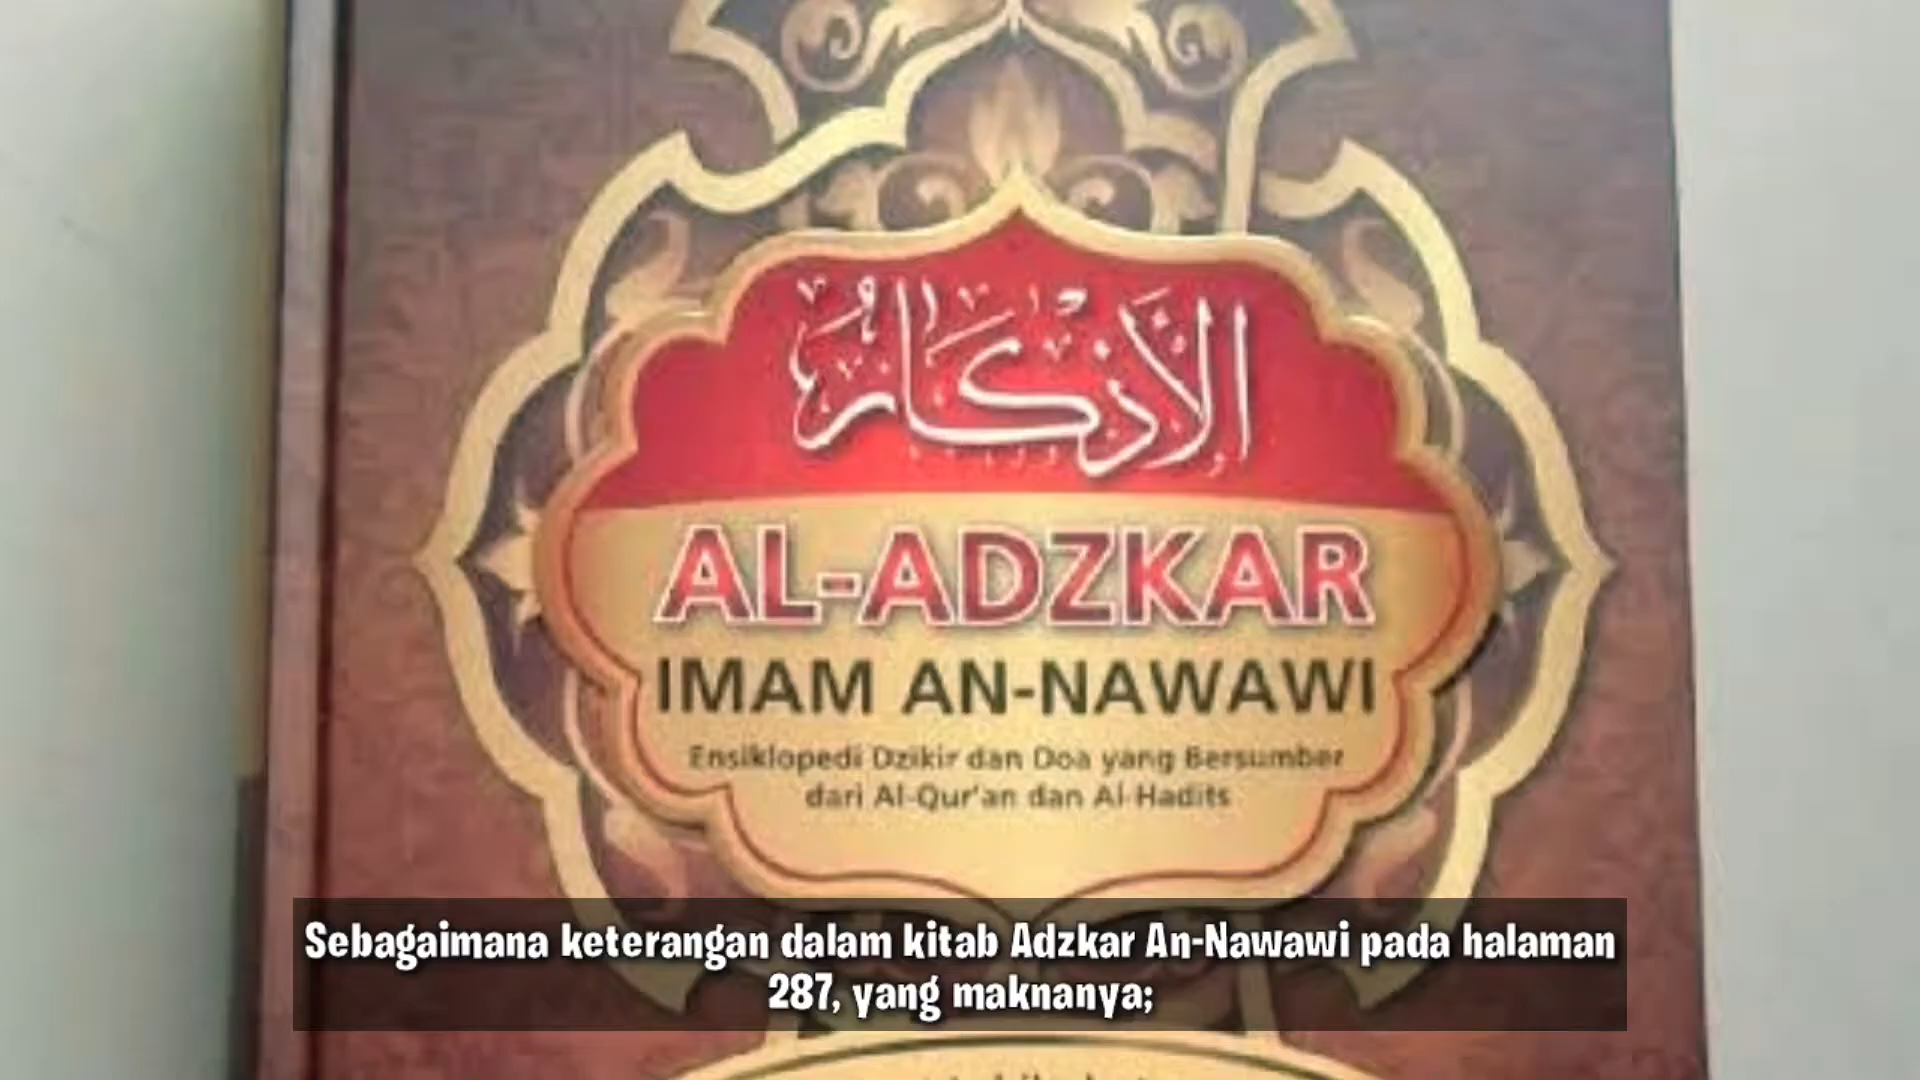 الأذكار
AL-ADZKAR
IMAM AN-NAWAWI
Ensiklopedi Dzikir dan Doa yang Bersumber
dari Al-Qur'an dan Al-Hadits
Sebagaimana keterangan dalam kitab Adzkar An-Nawawi pada halaman
287, yang maknanya;